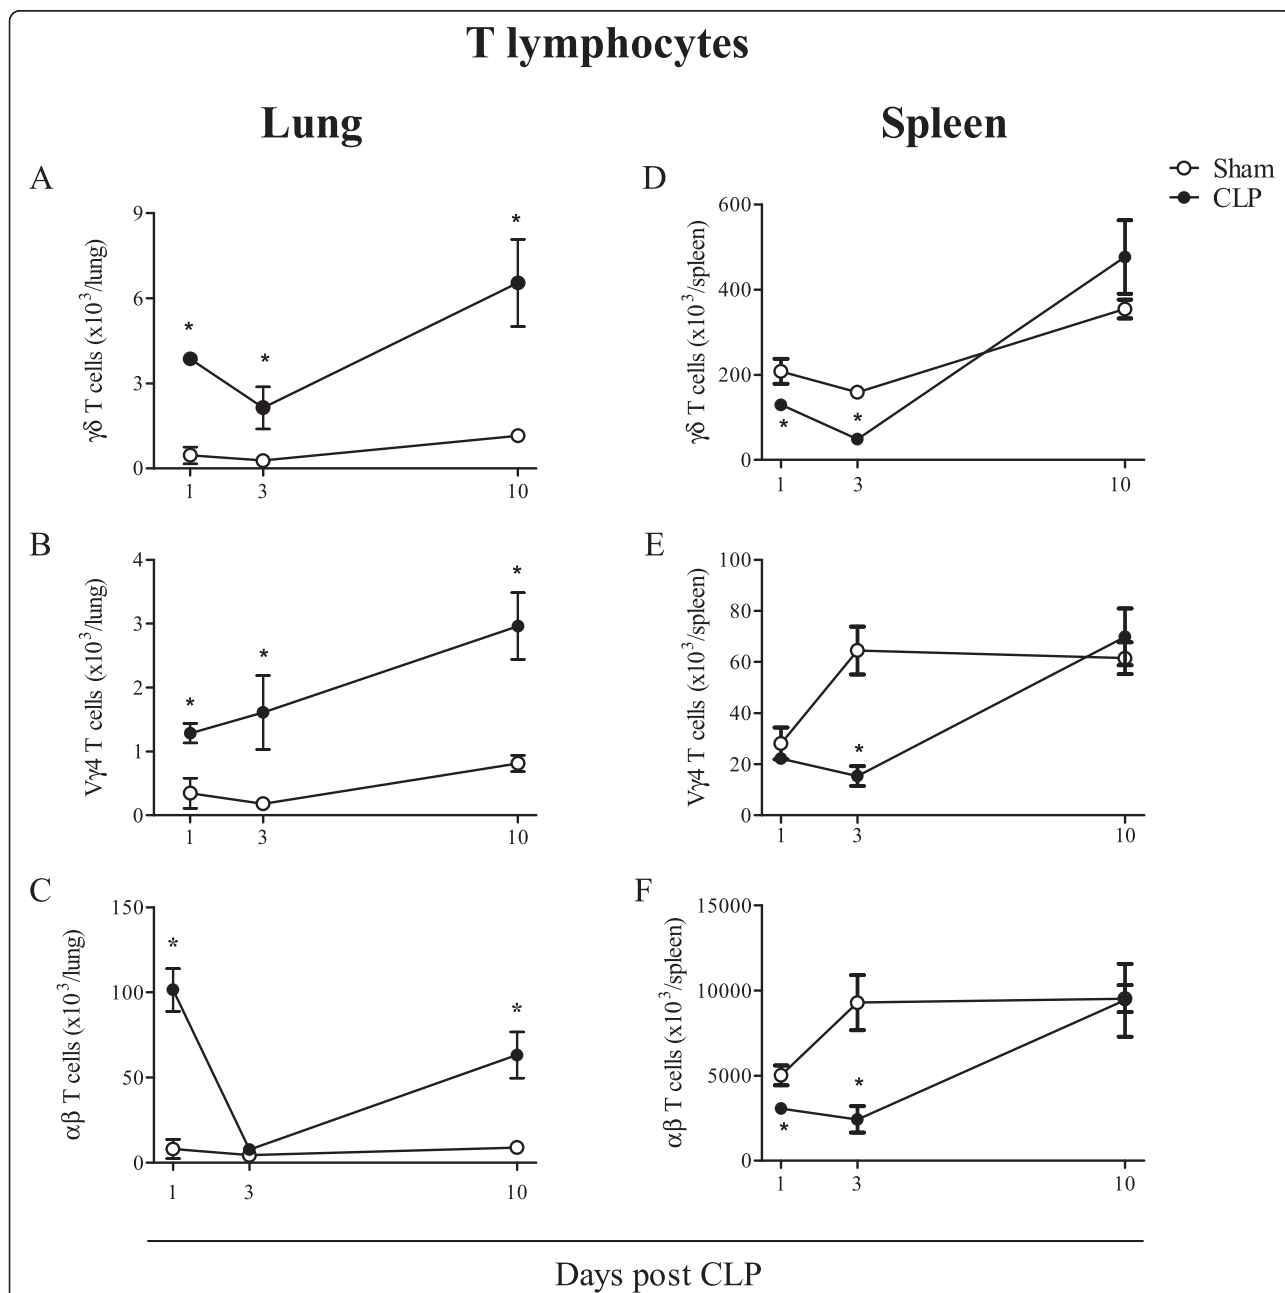 T lymphocytes
Lung
Spleen
Sham
CLP
A
γδ T cells (x10³/lung)
9
6
3
0
1 3 10
*
*
*
D
γδ T cells (x10³/spleen)
600
400
200
0
1 3 10
*
*
B
Vγ4 T cells (x10³/lung)
4
3
2
1
0
1 3 10
*
*
*
E
Vγ4 T cells (x10³/spleen)
100
80
60
40
20
0
1 3 10
*
C
αβ T cells (x10³/lung)
150
100
50
0
1 3 10
*
*
F
αβ T cells (x10³/spleen)
15000
10000
5000
0
1 3 10
*
*
Days post CLP